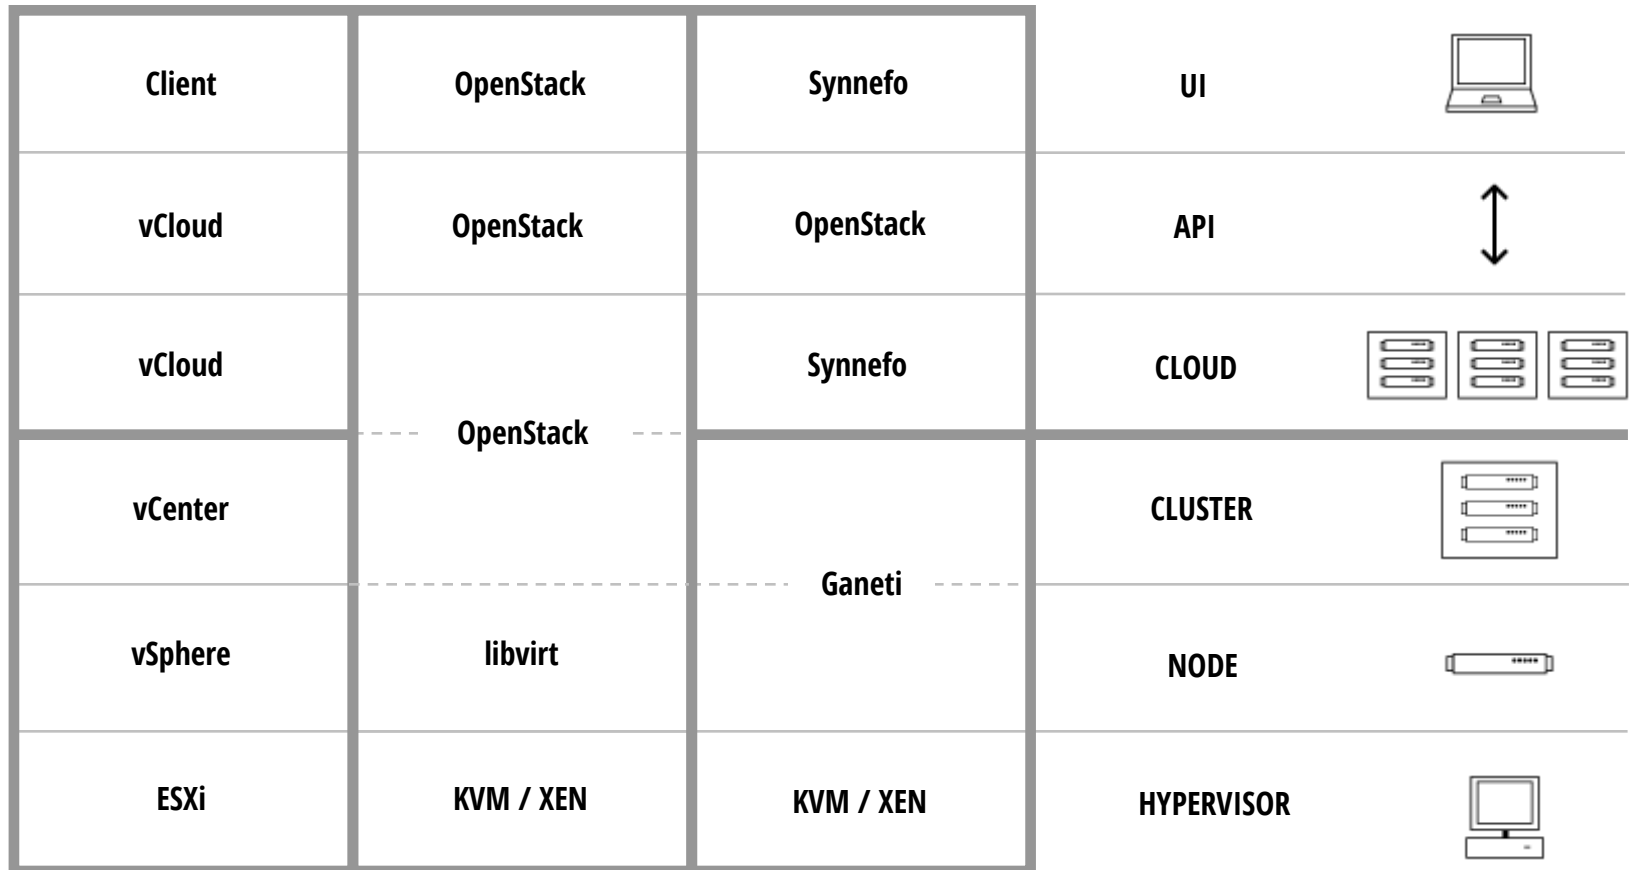 Client
OpenStack
Synnefo
UI
vCloud
OpenStack
OpenStack
API
vCloud
Synnefo
CLOUD
OpenStack
vCenter
CLUSTER
Ganeti
vSphere
libvirt
NODE
ESXi
KVM / XEN
KVM / XEN
HYPERVISOR